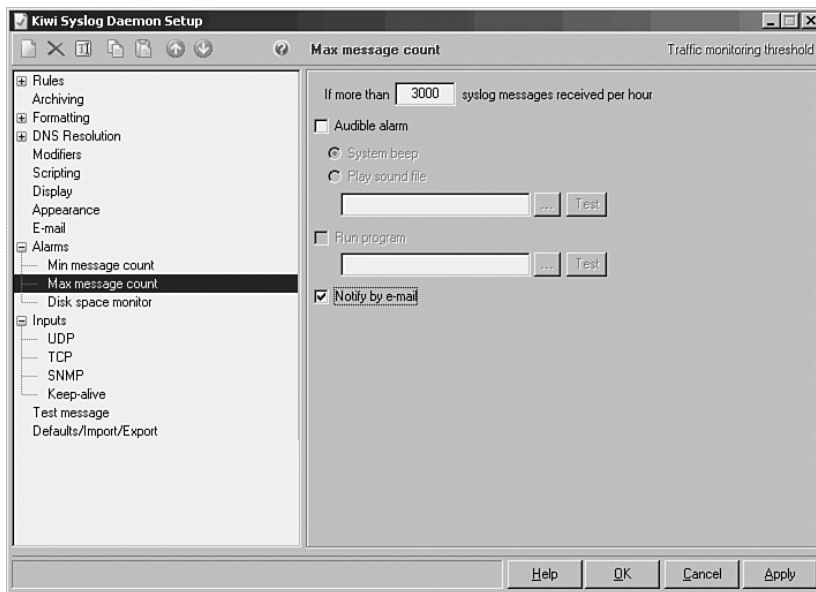 Kiwi Syslog Daemon Setup
Max message count
Traffic monitoring threshold
Rules
Archiving
Formatting
DNS Resolution
Modifiers
Scripting
Display
Appearance
E-mail
Alarms
Min message count
Max message count
Disk space monitor
Inputs
UDP
TCP
SNMP
Keep-alive
Test message
Defaults/Import/Export
If more than 3000 syslog messages received per hour
Audible alarm
System beep
Play sound file
... Test
Run program
... Test
Notify by e-mail
Help OK Cancel Apply